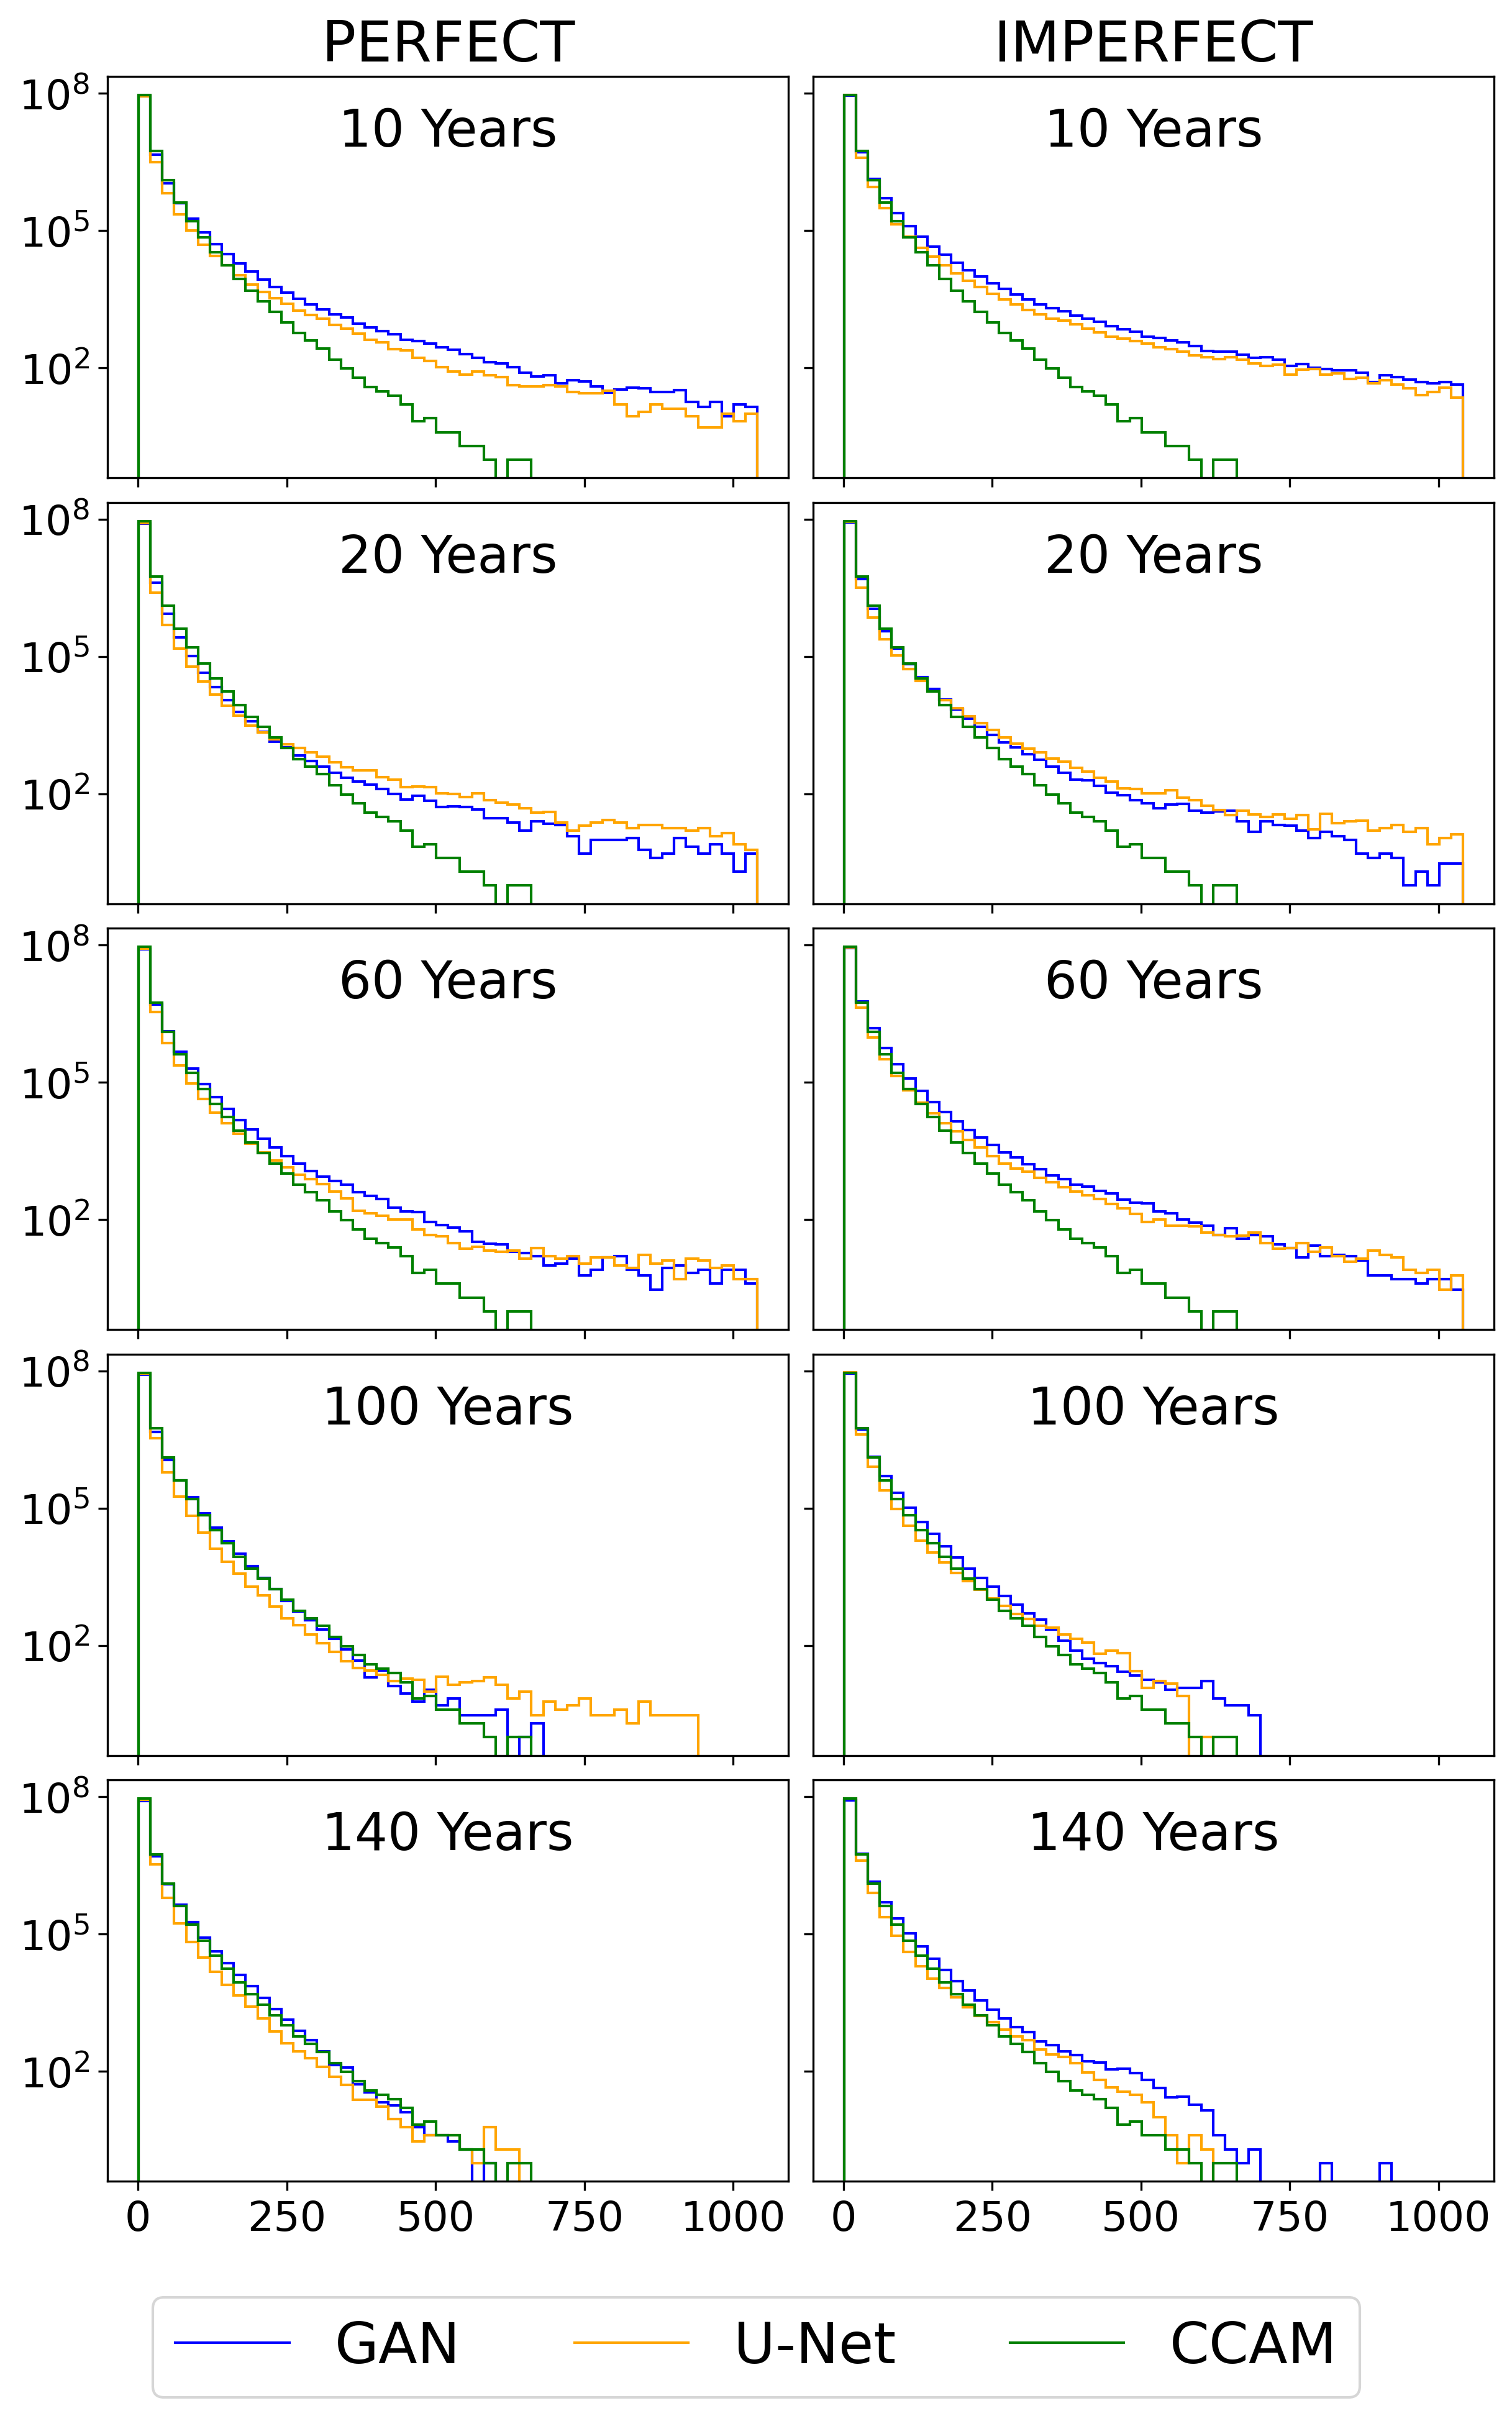 PERFECT IMPERFECT
10⁸ 10 Years 10 Years
10⁵
10²
10⁸ 20 Years 20 Years
10⁵
10²
10⁸ 60 Years 60 Years
10⁵
10²
10⁸ 100 Years 100 Years
10⁵
10²
10⁸ 140 Years 140 Years
10⁵
10²
0 250 500 750 1000 0 250 500 750 1000
GAN U-Net CCAM